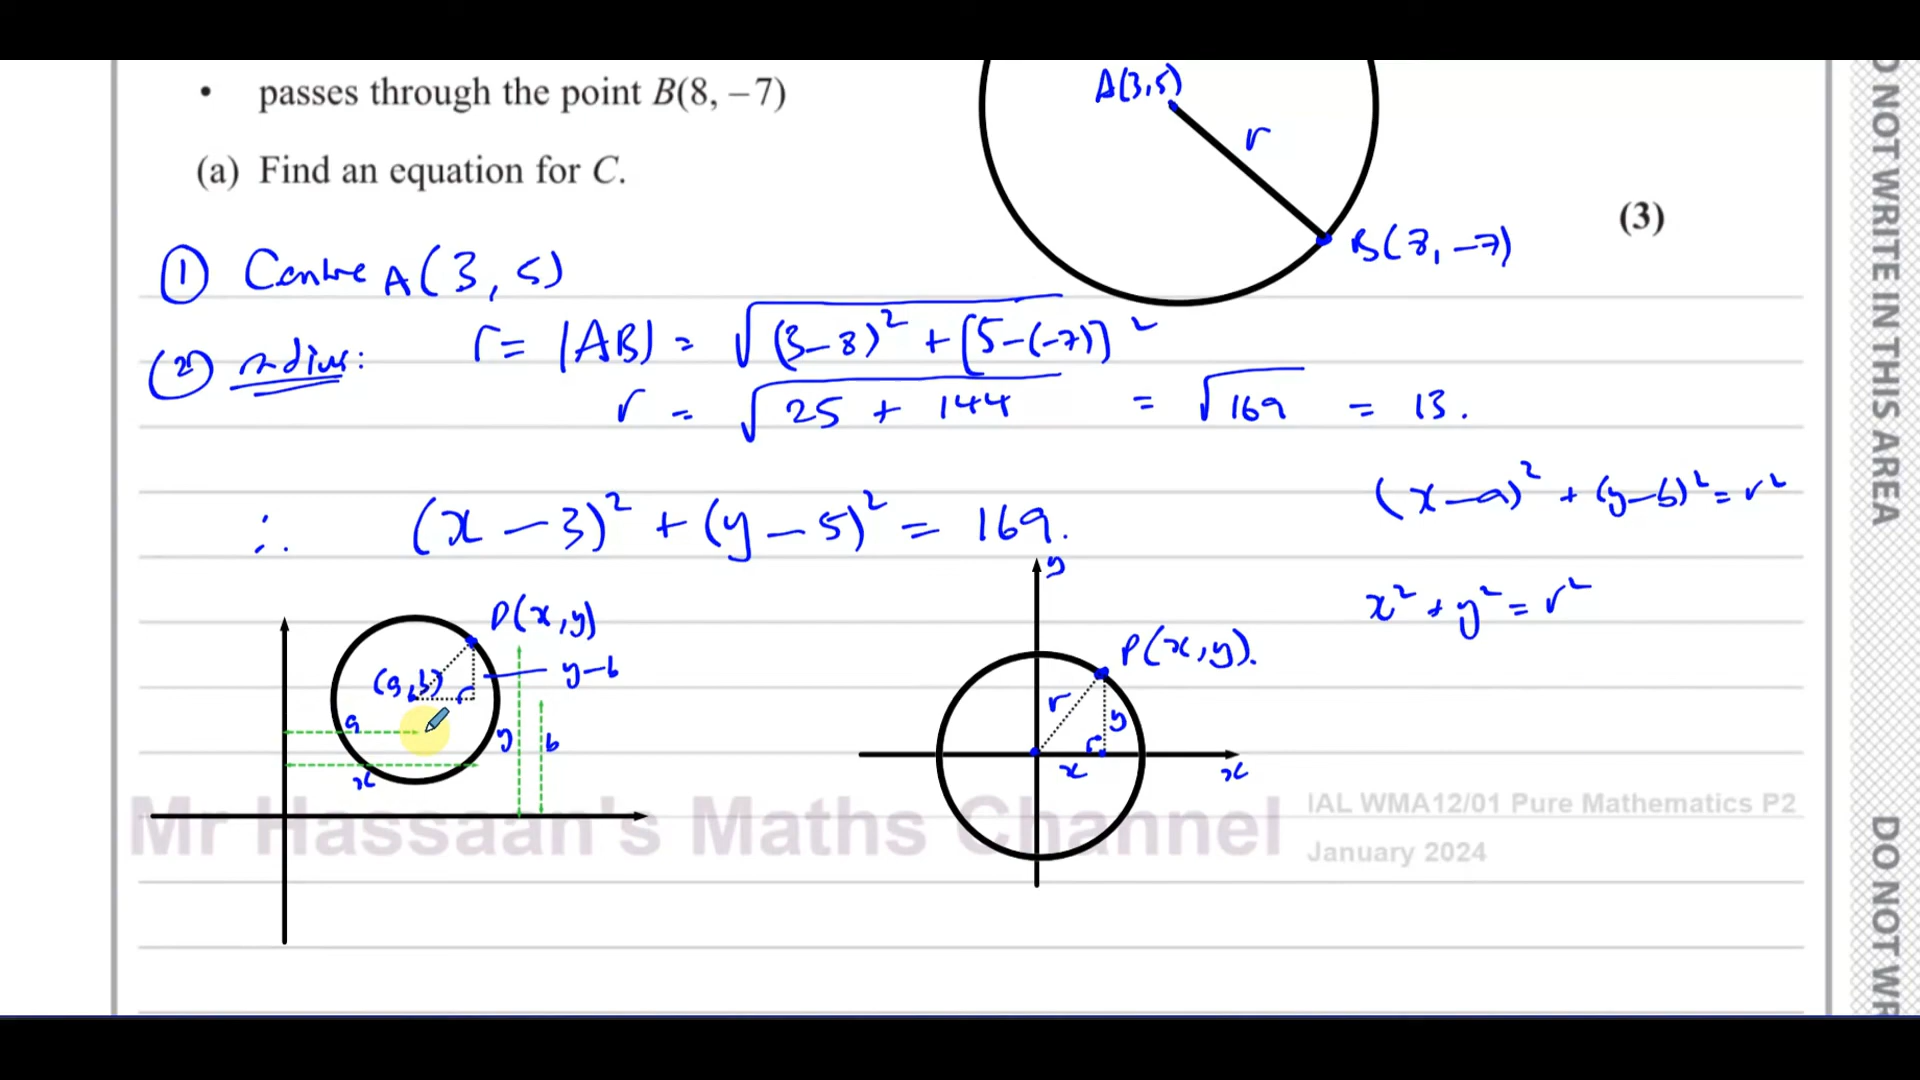 • passes through the point B(8, –7)
(a) Find an equation for C.
(3)
A(3,5)
r
B(8, -7)
① Centre A(3, 5)
② radius: r = |AB| = √((3-8)² + [5-(-7)]²)
r = √(25 + 144) = √169 = 13.
∴ (x - 3)² + (y - 5)² = 169.
(x-a)² + (y-b)² = r²
x² + y² = r²
P(x,y)
(a,b)
y-b
a
x
y
b
y
P(x,y).
r
y
x
x
Mr Hassaan's Maths Channel
IAL WMA12/01 Pure Mathematics P2
January 2024
O NOT WRITE IN THIS AREA
DO NOT WR